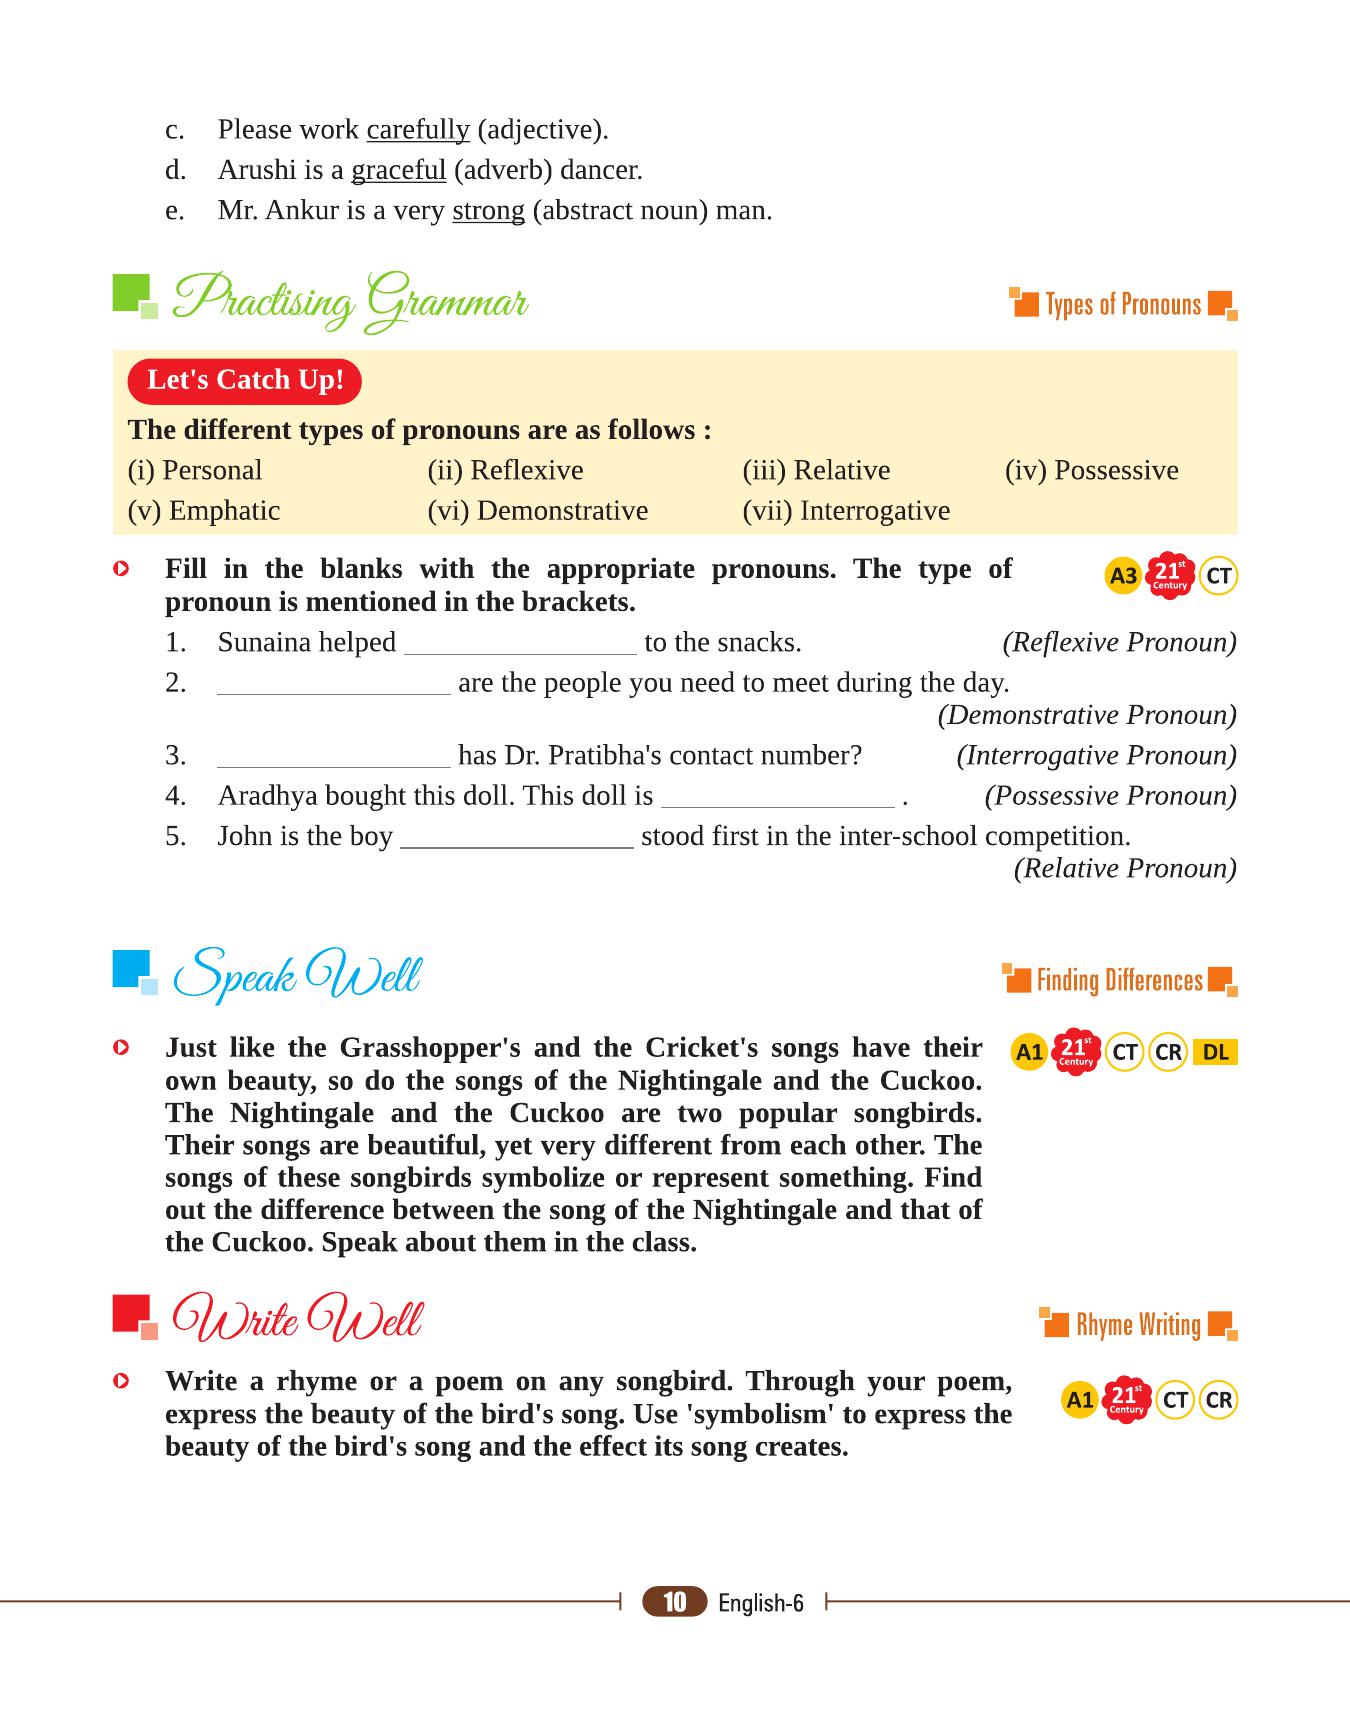 c. Please work carefully (adjective).
d. Arushi is a graceful (adverb) dancer.
e. Mr. Ankur is a very strong (abstract noun) man.
Practising Grammar
Types of Pronouns
Let's Catch Up!
The different types of pronouns are as follows :
(i) Personal (ii) Reflexive (iii) Relative (iv) Possessive
(v) Emphatic (vi) Demonstrative (vii) Interrogative
Fill in the blanks with the appropriate pronouns. The type of
pronoun is mentioned in the brackets.
A3 21st Century CT
1. Sunaina helped ________________ to the snacks. (Reflexive Pronoun)
2. ________________ are the people you need to meet during the day.
(Demonstrative Pronoun)
3. ________________ has Dr. Pratibha's contact number? (Interrogative Pronoun)
4. Aradhya bought this doll. This doll is ________________ . (Possessive Pronoun)
5. John is the boy ________________ stood first in the inter-school competition.
(Relative Pronoun)
Speak Well
Finding Differences
Just like the Grasshopper's and the Cricket's songs have their
own beauty, so do the songs of the Nightingale and the Cuckoo.
The Nightingale and the Cuckoo are two popular songbirds.
Their songs are beautiful, yet very different from each other. The
songs of these songbirds symbolize or represent something. Find
out the difference between the song of the Nightingale and that of
the Cuckoo. Speak about them in the class.
A1 21st Century CT CR DL
Write Well
Rhyme Writing
Write a rhyme or a poem on any songbird. Through your poem,
express the beauty of the bird's song. Use 'symbolism' to express the
beauty of the bird's song and the effect its song creates.
A1 21st Century CT CR
10 English-6